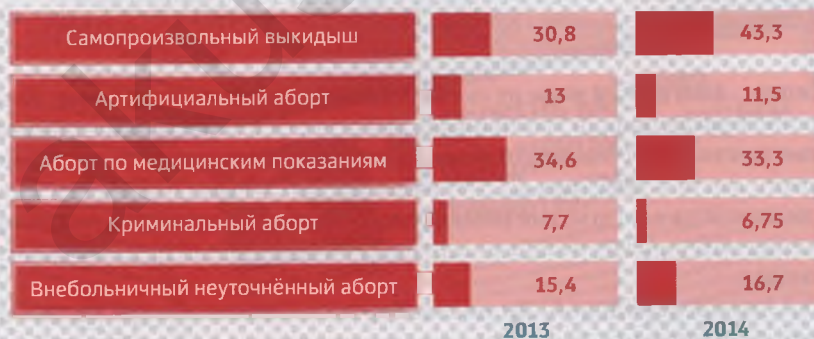 Самопроизвольный выкидыш 30,8 43,3
Артифициальный аборт 13 11,5
Аборт по медицинским показаниям 34,6 33,3
Криминальный аборт 7,7 6,75
Внебольничный неуточнённый аборт 15,4 16,7
2013 2014